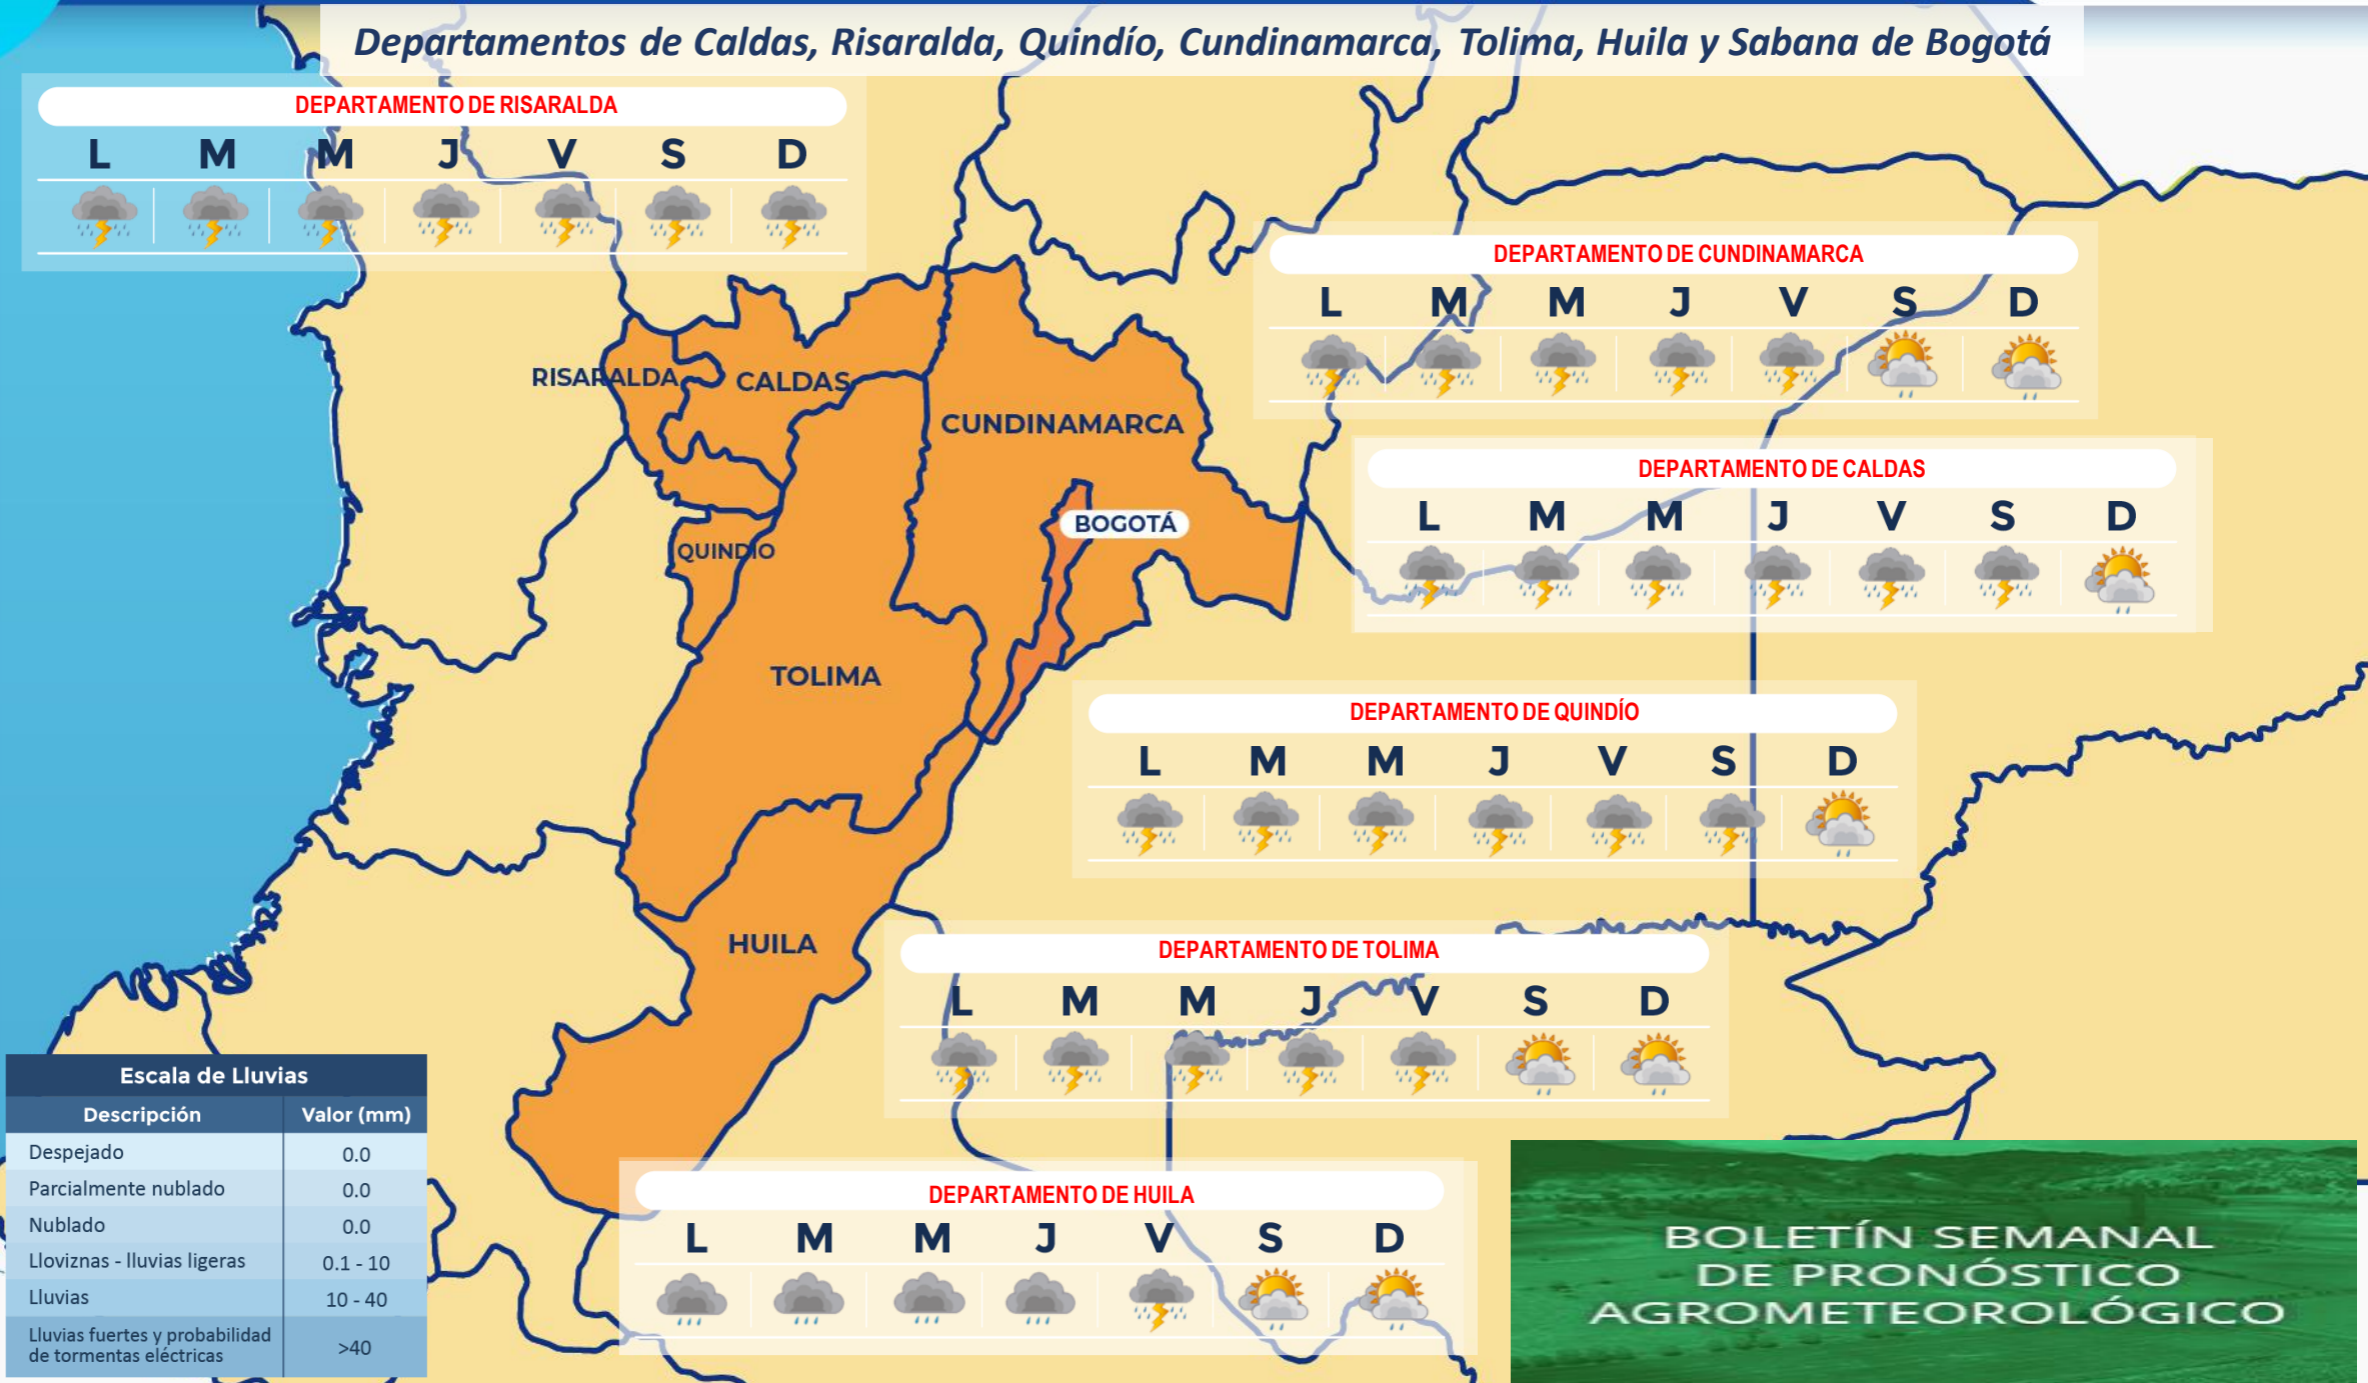 Departamentos de Caldas, Risaralda, Quindío, Cundinamarca, Tolima, Huila y Sabana de Bogotá
DEPARTAMENTO DE RISARALDA
L M M J V S D
DEPARTAMENTO DE CUNDINAMARCA
L M M J V S D
RISARALDA
CALDAS
CUNDINAMARCA
DEPARTAMENTO DE CALDAS
L M M J V S D
BOGOTÁ
QUINDIO
TOLIMA
DEPARTAMENTO DE QUINDÍO
L M M J V S D
HUILA
DEPARTAMENTO DE TOLIMA
L M M J V S D
Escala de Lluvias
Descripción Valor (mm)
Despejado 0.0
Parcialmente nublado 0.0
Nublado 0.0
Lloviznas - lluvias ligeras 0.1 - 10
Lluvias 10 - 40
Lluvias fuertes y probabilidad
de tormentas eléctricas >40
DEPARTAMENTO DE HUILA
L M M J V S D
BOLETÍN SEMANAL
DE PRONÓSTICO
AGROMETEOROLÓGICO